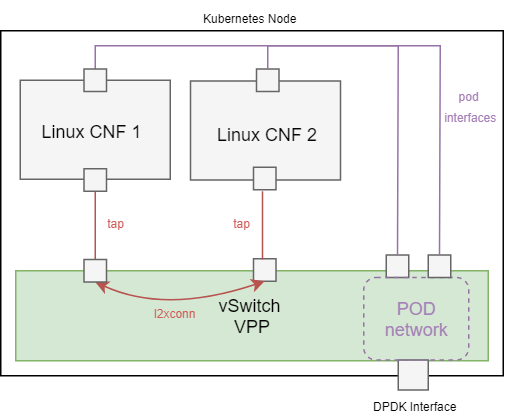 Kubernetes Node
pod
interfaces
Linux CNF 1
Linux CNF 2
tap
tap
l2xconn
vSwitch
VPP
POD
network
DPDK Interface